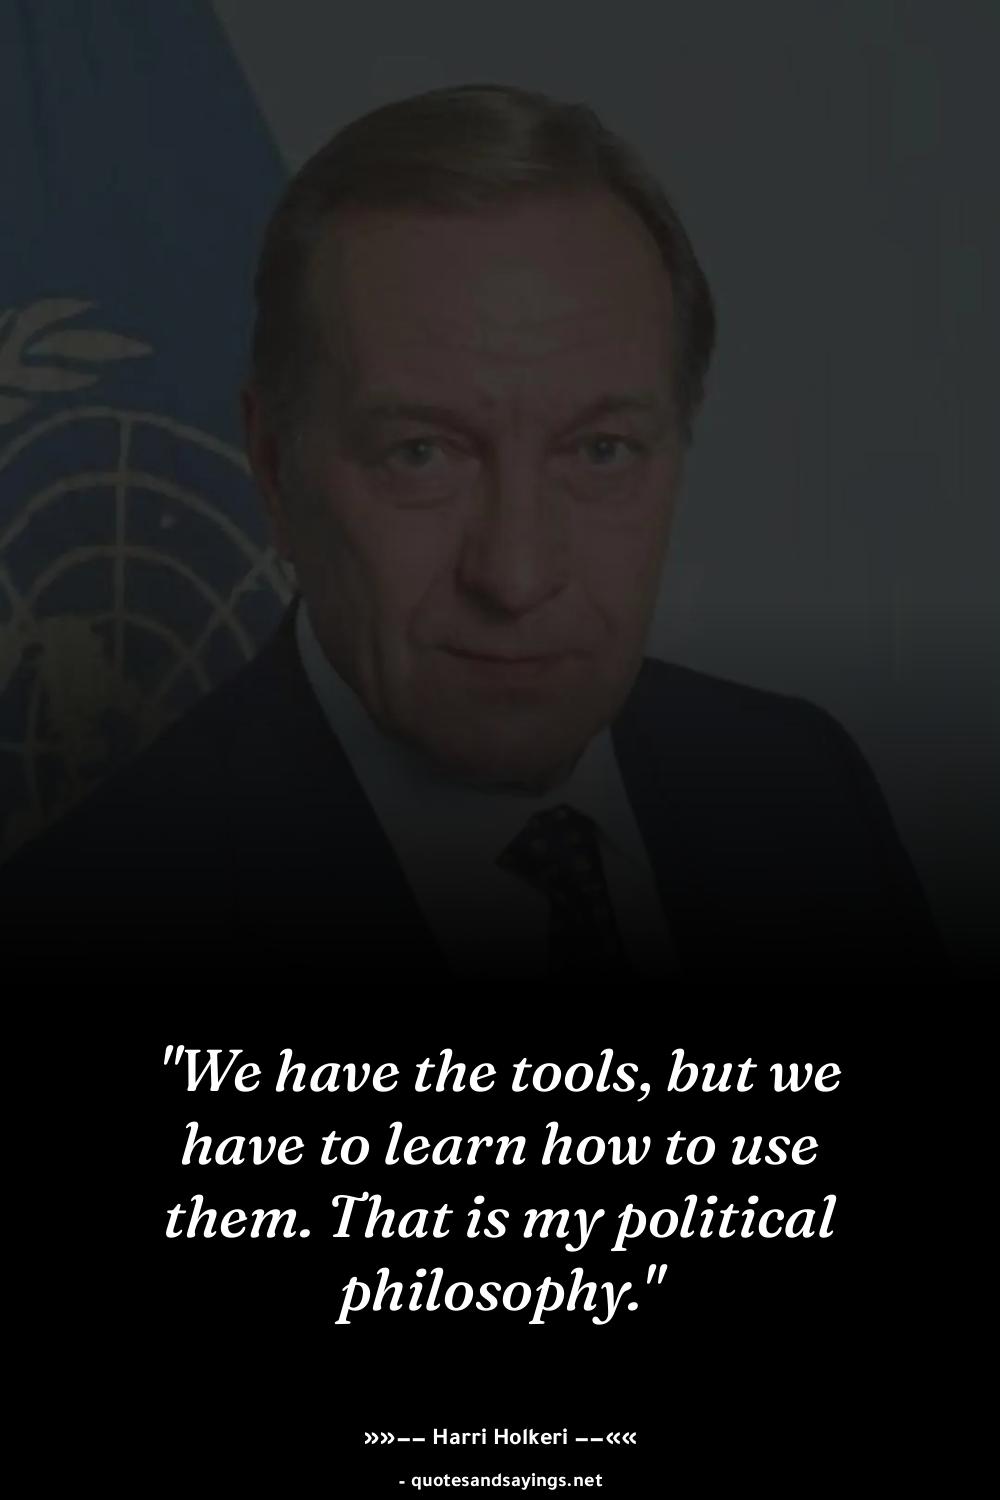 "We have the tools, but we
have to learn how to use
them. That is my political
philosophy."
»»–– Harri Holkeri ––««
- quotesandsayings.net